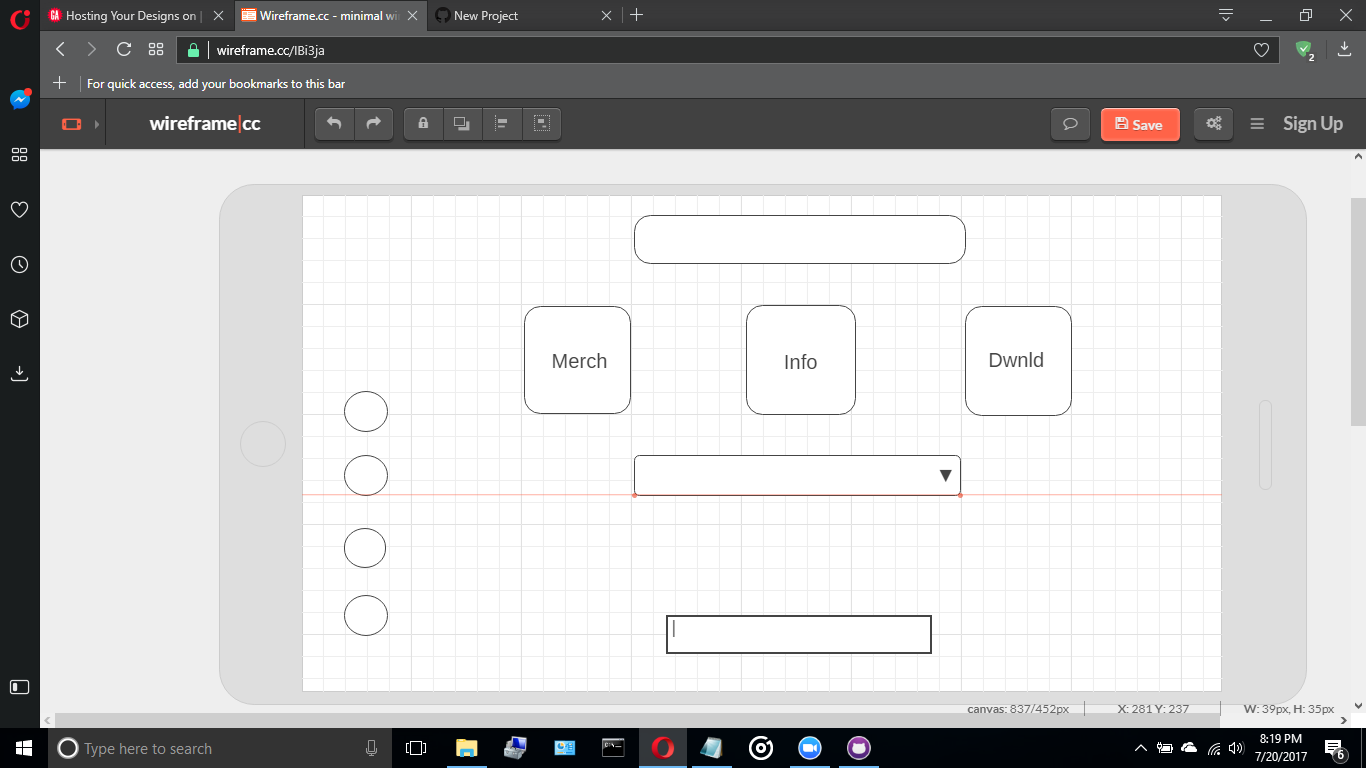 Hosting Your Designs on
Wireframe.cc - minimal wi
New Project
wireframe.cc/IBi3ja
2
For quick access, add your bookmarks to this bar
wireframe|cc
Save
Sign Up
Merch
Info
Dwnld
canvas: 837/452px
X: 281 Y: 237
W: 39px, H: 35px
Type here to search
8:19 PM
7/20/2017
6